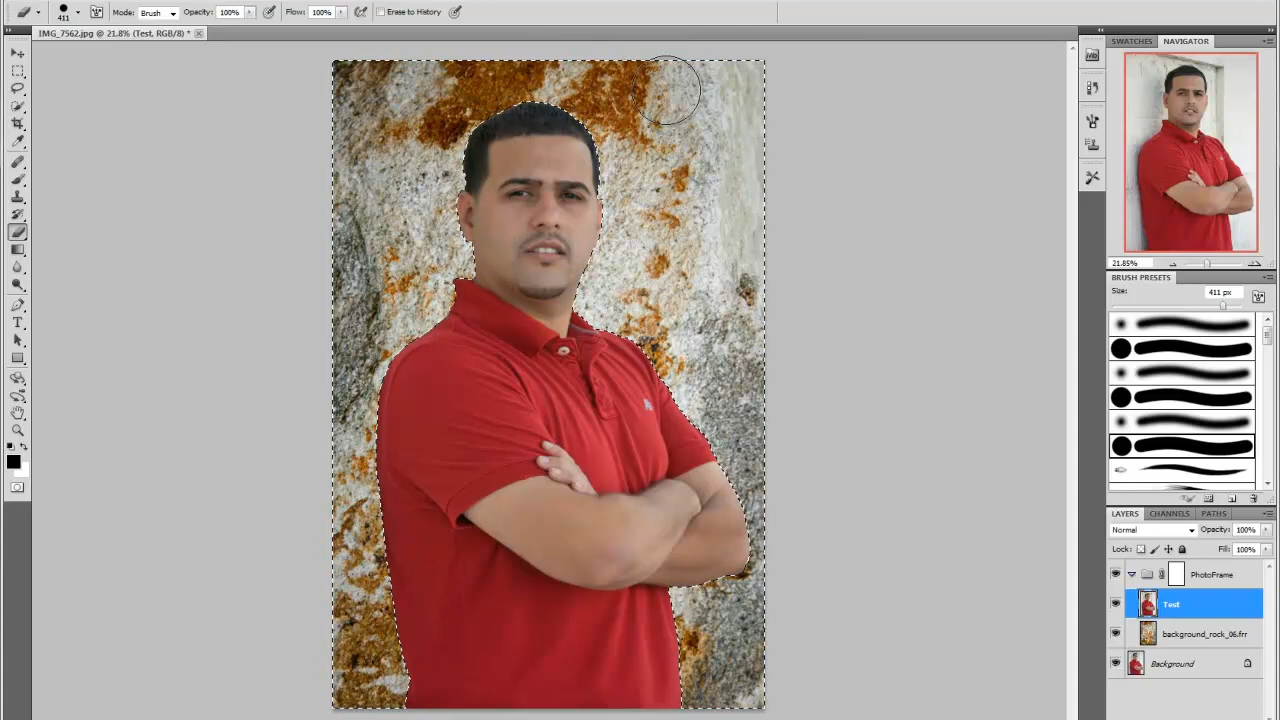 411 Mode: Brush Opacity: 100% Flow: 100% Erase to History
IMG_7562.jpg @ 21.8% (Test, RGB/8) *
SWATCHES NAVIGATOR
21.85%
BRUSH PRESETS
Size: 411 px
LAYERS CHANNELS PATHS
Normal Opacity: 100%
Lock: Fill: 100%
PhotoFrame
Test
background_rock_06.frr
Background